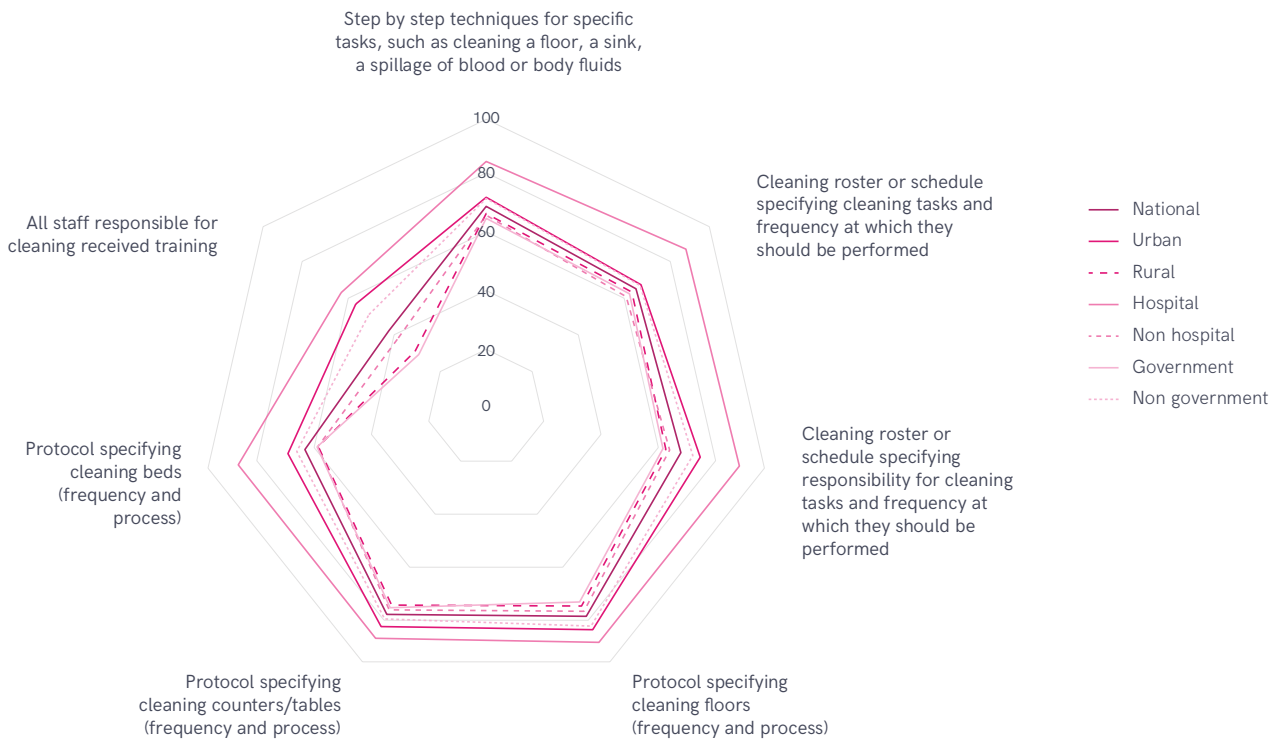 Step by step techniques for specific
tasks, such as cleaning a floor, a sink,
a spillage of blood or body fluids
100
80
60
40
20
0
Cleaning roster or schedule
specifying cleaning tasks and
frequency at which they
should be performed
Cleaning roster or
schedule specifying
responsibility for cleaning
tasks and frequency at
which they should be
performed
Protocol specifying
cleaning floors
(frequency and process)
Protocol specifying
cleaning counters/tables
(frequency and process)
Protocol specifying
cleaning beds
(frequency and
process)
All staff responsible for
cleaning received training
National
Urban
Rural
Hospital
Non hospital
Government
Non government